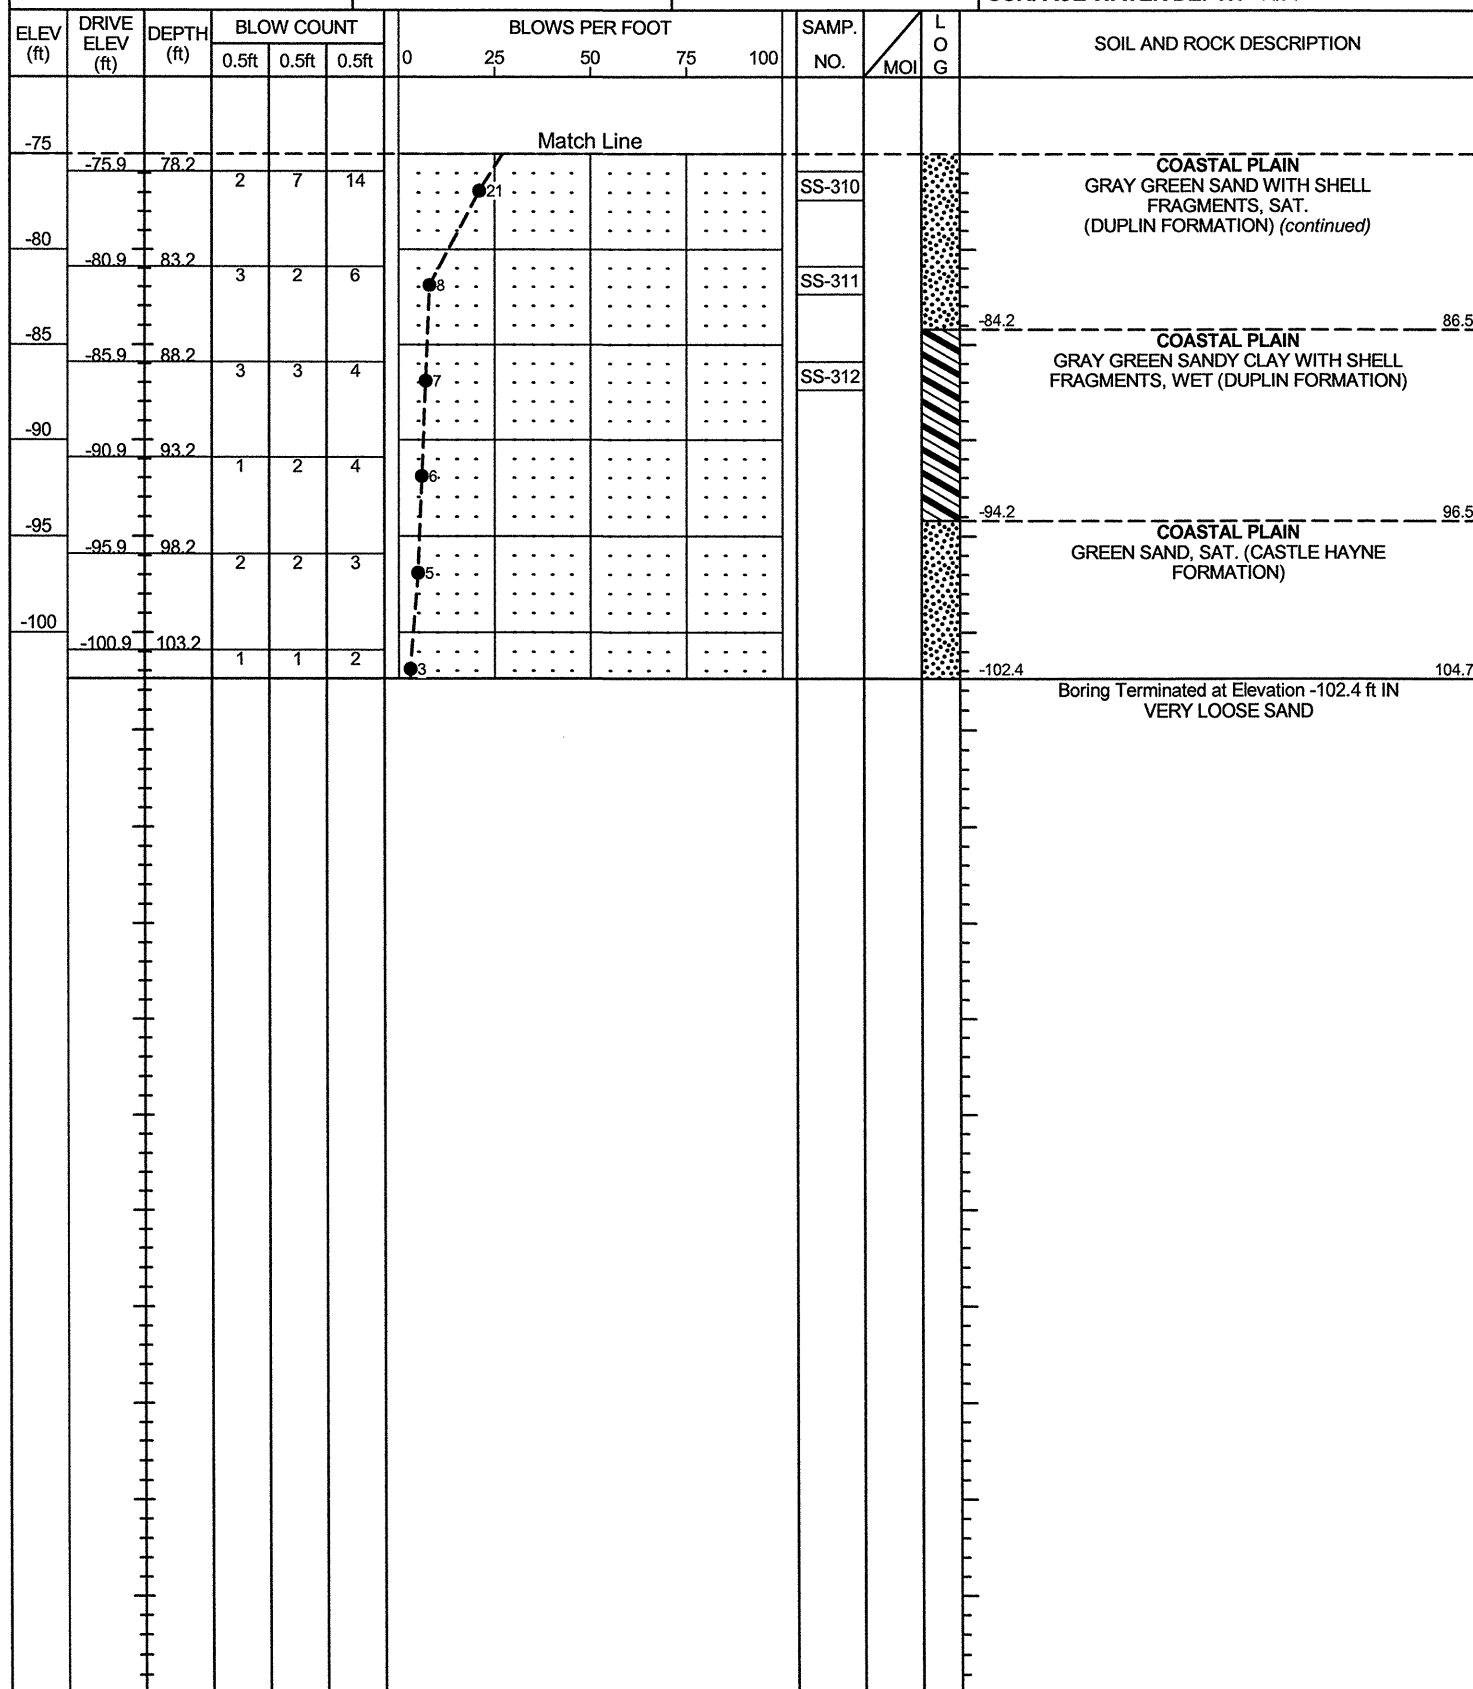 ELEV (ft) DRIVE ELEV (ft) DEPTH (ft) BLOW COUNT BLOWS PER FOOT SAMP. NO. MOI LOG SOIL AND ROCK DESCRIPTION
0.5ft 0.5ft 0.5ft 0 25 50 75 100
Match Line
-75
-75.9 78.2 2 7 14 21 SS-310
COASTAL PLAIN
GRAY GREEN SAND WITH SHELL
FRAGMENTS, SAT.
(DUPLIN FORMATION) (continued)
-80
-80.9 83.2 3 2 6 8 SS-311
-84.2 86.5
-85
COASTAL PLAIN
GRAY GREEN SANDY CLAY WITH SHELL
FRAGMENTS, WET (DUPLIN FORMATION)
-85.9 88.2 3 3 4 7 SS-312
-90
-90.9 93.2 1 2 4 6
-94.2 96.5
-95
COASTAL PLAIN
GREEN SAND, SAT. (CASTLE HAYNE
FORMATION)
-95.9 98.2 2 2 3 5
-100
-100.9 103.2 1 1 2 3
-102.4 104.7
Boring Terminated at Elevation -102.4 ft IN
VERY LOOSE SAND